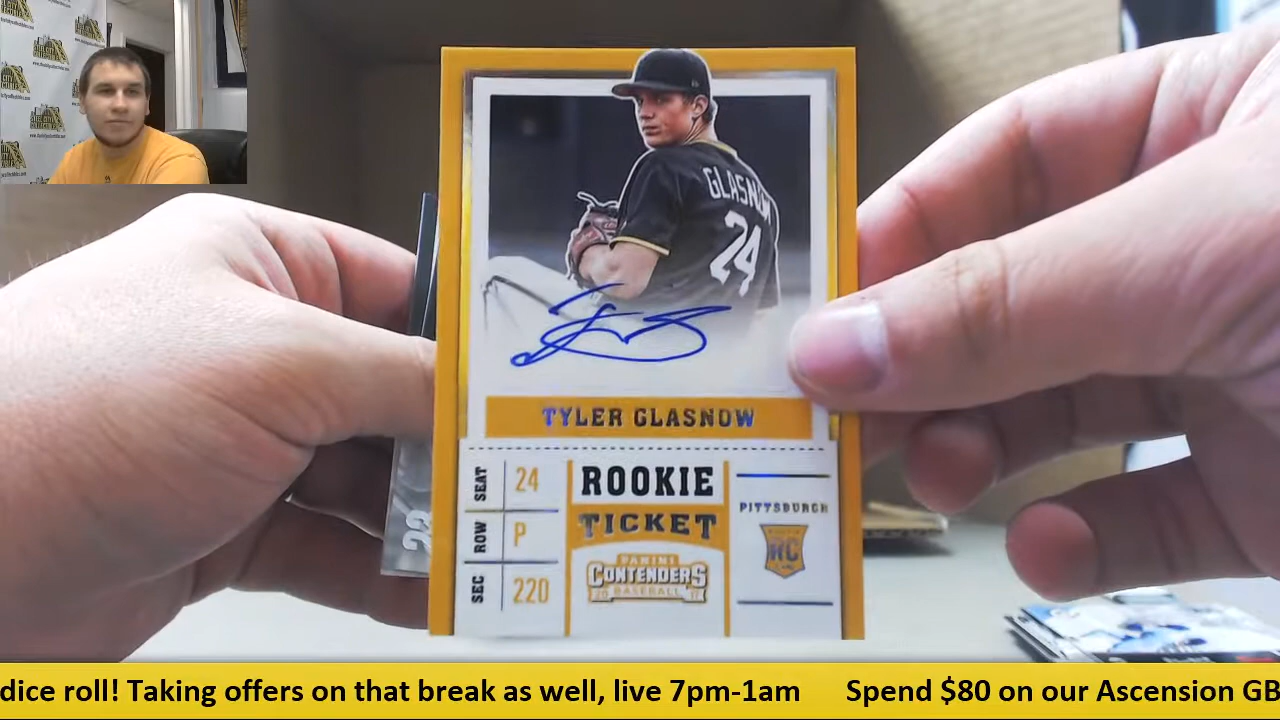 GLASNOW
24
TYLER GLASNOW
SEAT 24
ROW P
SEC 220
ROOKIE
TICKET
PANINI
CONTENDERS
BASEBALL
PITTSBURGH
RC
23
dice roll! Taking offers on that break as well, live 7pm-1am Spend $80 on our Ascension GB